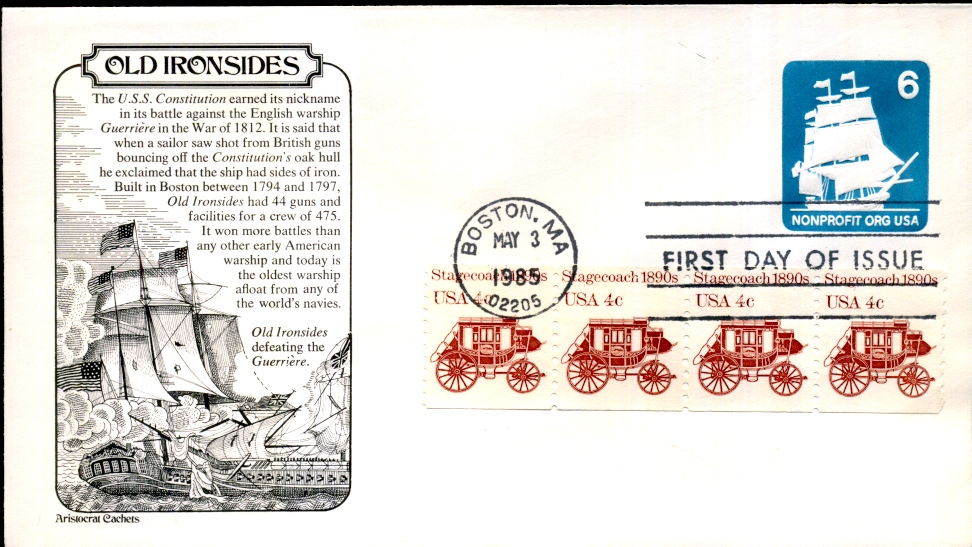 OLD IRONSIDES
The U.S.S. Constitution earned its nickname
in its battle against the English warship
Guerrière in the War of 1812. It is said that
when a sailor saw shot from British guns
bouncing off the Constitution's oak hull
he exclaimed that the ship had sides of iron.
Built in Boston between 1794 and 1797,
Old Ironsides had 44 guns and
facilities for a crew of 475.
It won more battles than
any other early American
warship and today is
the oldest warship
afloat from any of
the world's navies.
Old Ironsides
defeating the
Guerrière.
Aristocrat Cachets
6
NONPROFIT ORG USA
BOSTON, MA
MAY 3
1985
02205
FIRST DAY OF ISSUE
Stagecoach 1890s Stagecoach 1890s Stagecoach 1890s Stagecoach 1890s
USA 4c USA 4c USA 4c USA 4c